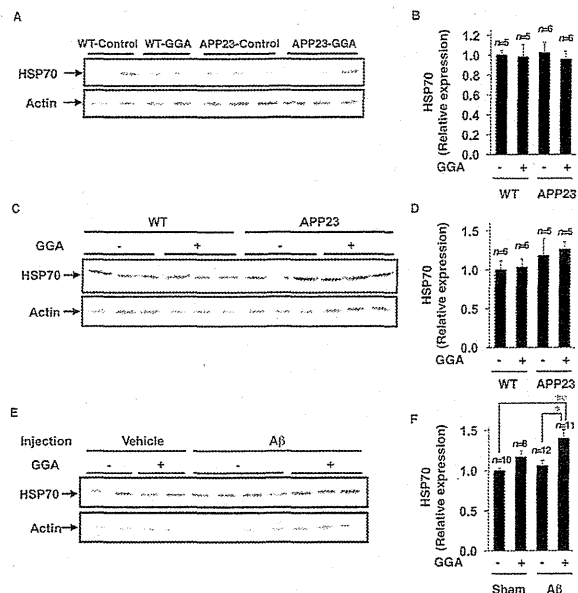 A
WT-Control WT-GGA APP23-Control APP23-GGA
HSP70
Actin
B
HSP70
(Relative expression)
1.2
1.0
0.8
0.6
0.4
0.2
0.0
n=5 n=5 n=6 n=6
GGA - + - +
WT APP23
C
WT APP23
GGA - + - +
HSP70
Actin
D
HSP70
(Relative expression)
1.5
1.0
0.5
0.0
n=6 n=6 n=5 n=5
GGA - + - +
WT APP23
E
Injection Vehicle Aβ
GGA - + - +
HSP70
Actin
F
HSP70
(Relative expression)
1.5
1.0
0.5
0.0
n=10 n=8 n=12 n=11
GGA - + - +
Sham Aβ